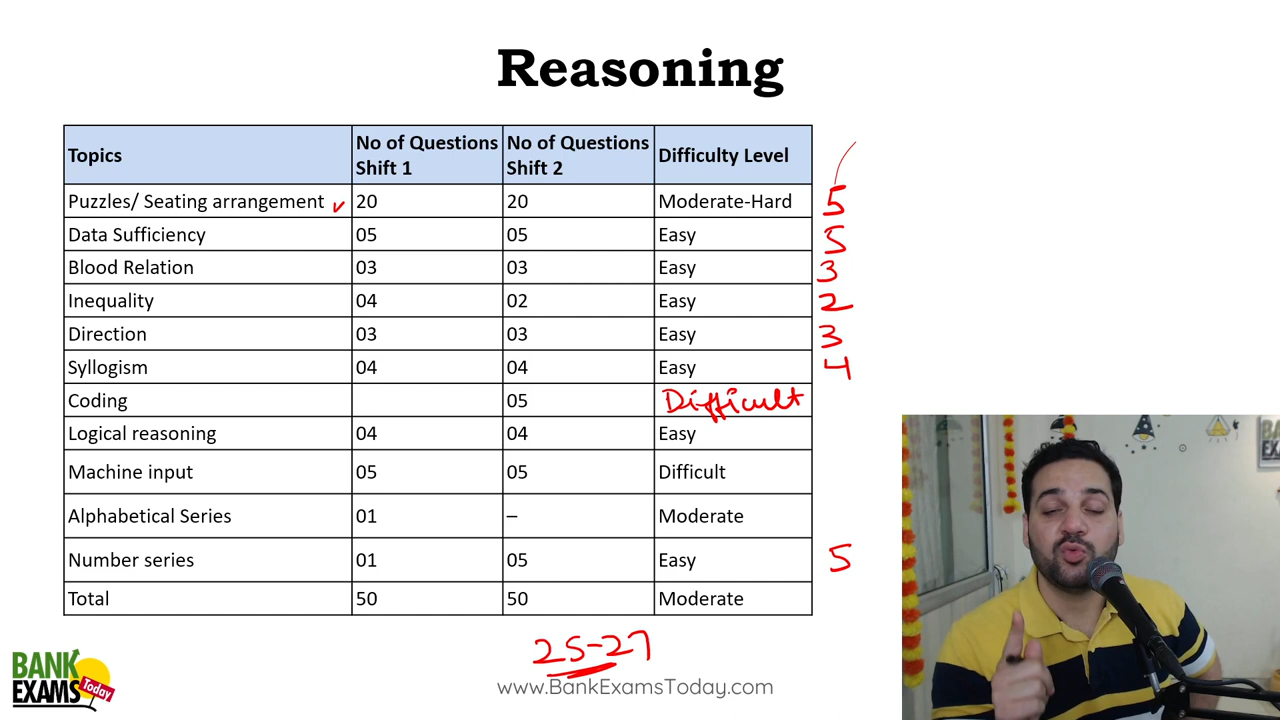 Reasoning
Topics No of Questions Shift 1 No of Questions Shift 2 Difficulty Level
Puzzles/ Seating arrangement 20 20 Moderate-Hard 5
Data Sufficiency 05 05 Easy 5
Blood Relation 03 03 Easy 3
Inequality 04 02 Easy 2
Direction 03 03 Easy 3
Syllogism 04 04 Easy 4
Coding 05 Difficult
Logical reasoning 04 04 Easy
Machine input 05 05 Difficult
Alphabetical Series 01 – Moderate
Number series 01 05 Easy 5
Total 50 50 Moderate
25-27
BANK
EXAMS
Today
www.BankExamsToday.com